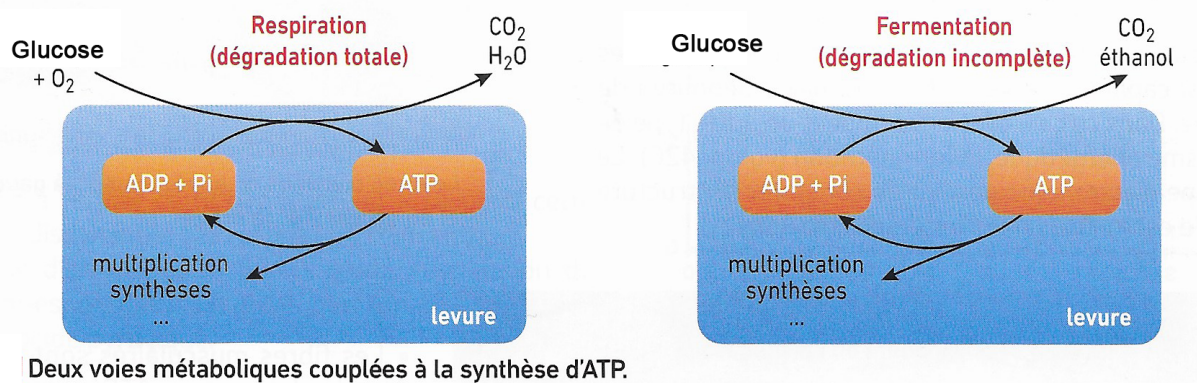 Respiration
(dégradation totale)
Glucose
+ O₂
CO₂
H₂O
ADP + Pi
ATP
multiplication
synthèses
...
levure
Fermentation
(dégradation incomplète)
Glucose
CO₂
éthanol
ADP + Pi
ATP
multiplication
synthèses
...
levure
Deux voies métaboliques couplées à la synthèse d'ATP.